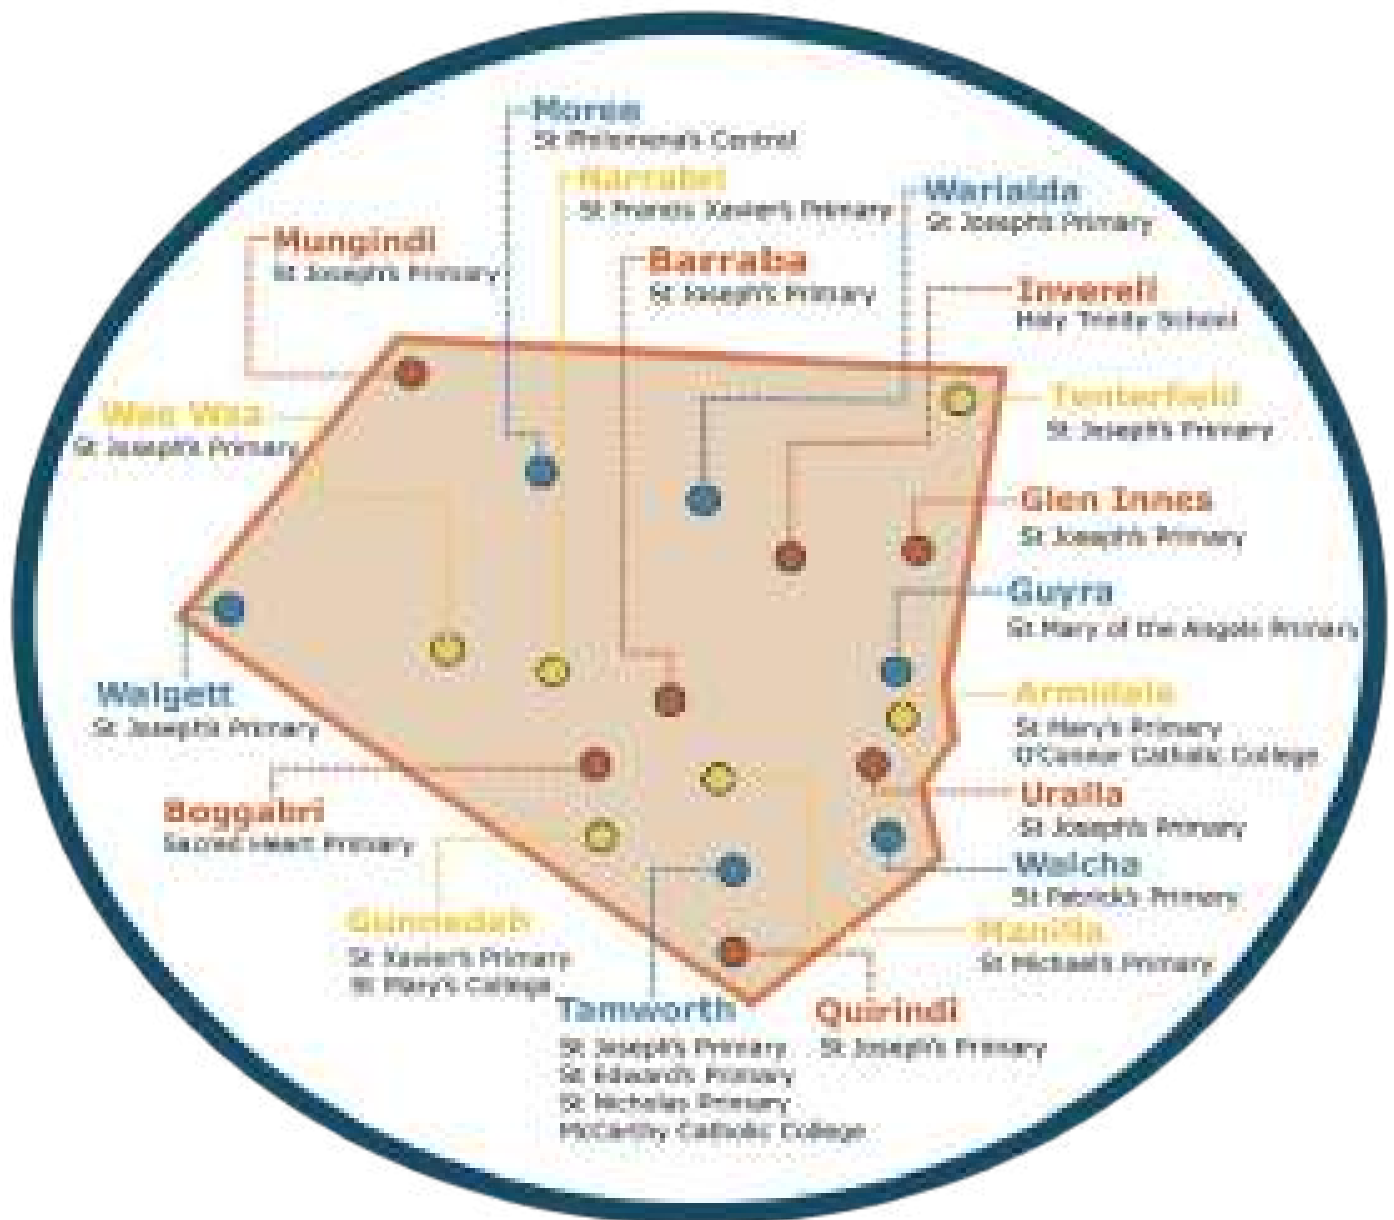 Moree
St Philomena's Central
Narrabri
St Francis Xavier's Primary
Warialda
St Joseph's Primary
Mungindi
St Joseph's Primary
Barraba
St Joseph's Primary
Inverell
Holy Trinity School
Wee Waa
St Joseph's Primary
Tenterfield
St Joseph's Primary
Glen Innes
St Joseph's Primary
Guyra
St Mary of the Angels Primary
Walgett
St Joseph's Primary
Armidale
St Mary's Primary
O'Connor Catholic College
Boggabri
Sacred Heart Primary
Uralla
St Joseph's Primary
Walcha
St Patrick's Primary
Gunnedah
St Xavier's Primary
St Mary's College
Manilla
St Michael's Primary
Tamworth
St Joseph's Primary
St Edward's Primary
St Nicholas Primary
McCarthy Catholic College
Quirindi
St Joseph's Primary